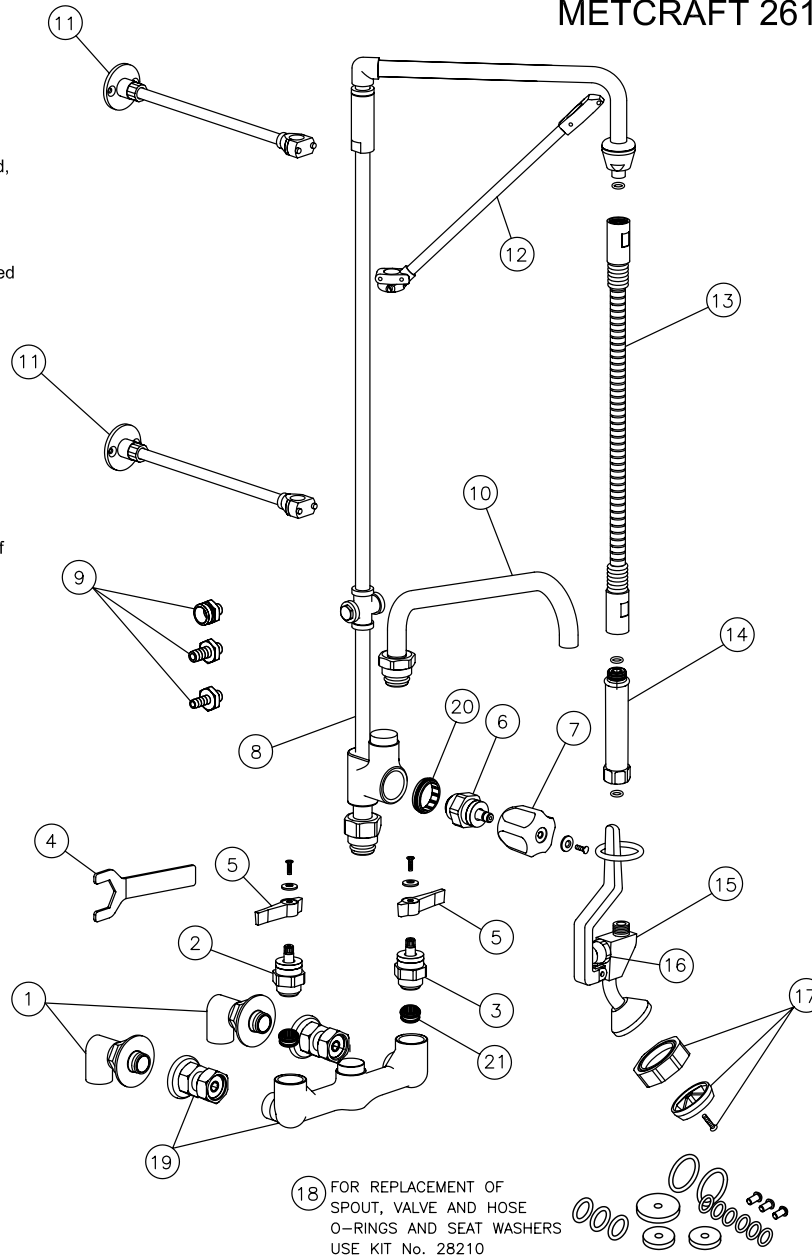 METCRAFT 261
11
d,
12
ed
13
11
10
f
9
14
20
6
7
8
4
5
15
5
2
16
3
1
17
21
19
18 FOR REPLACEMENT OF
SPOUT, VALVE AND HOSE
O-RINGS AND SEAT WASHERS
USE KIT No. 28210